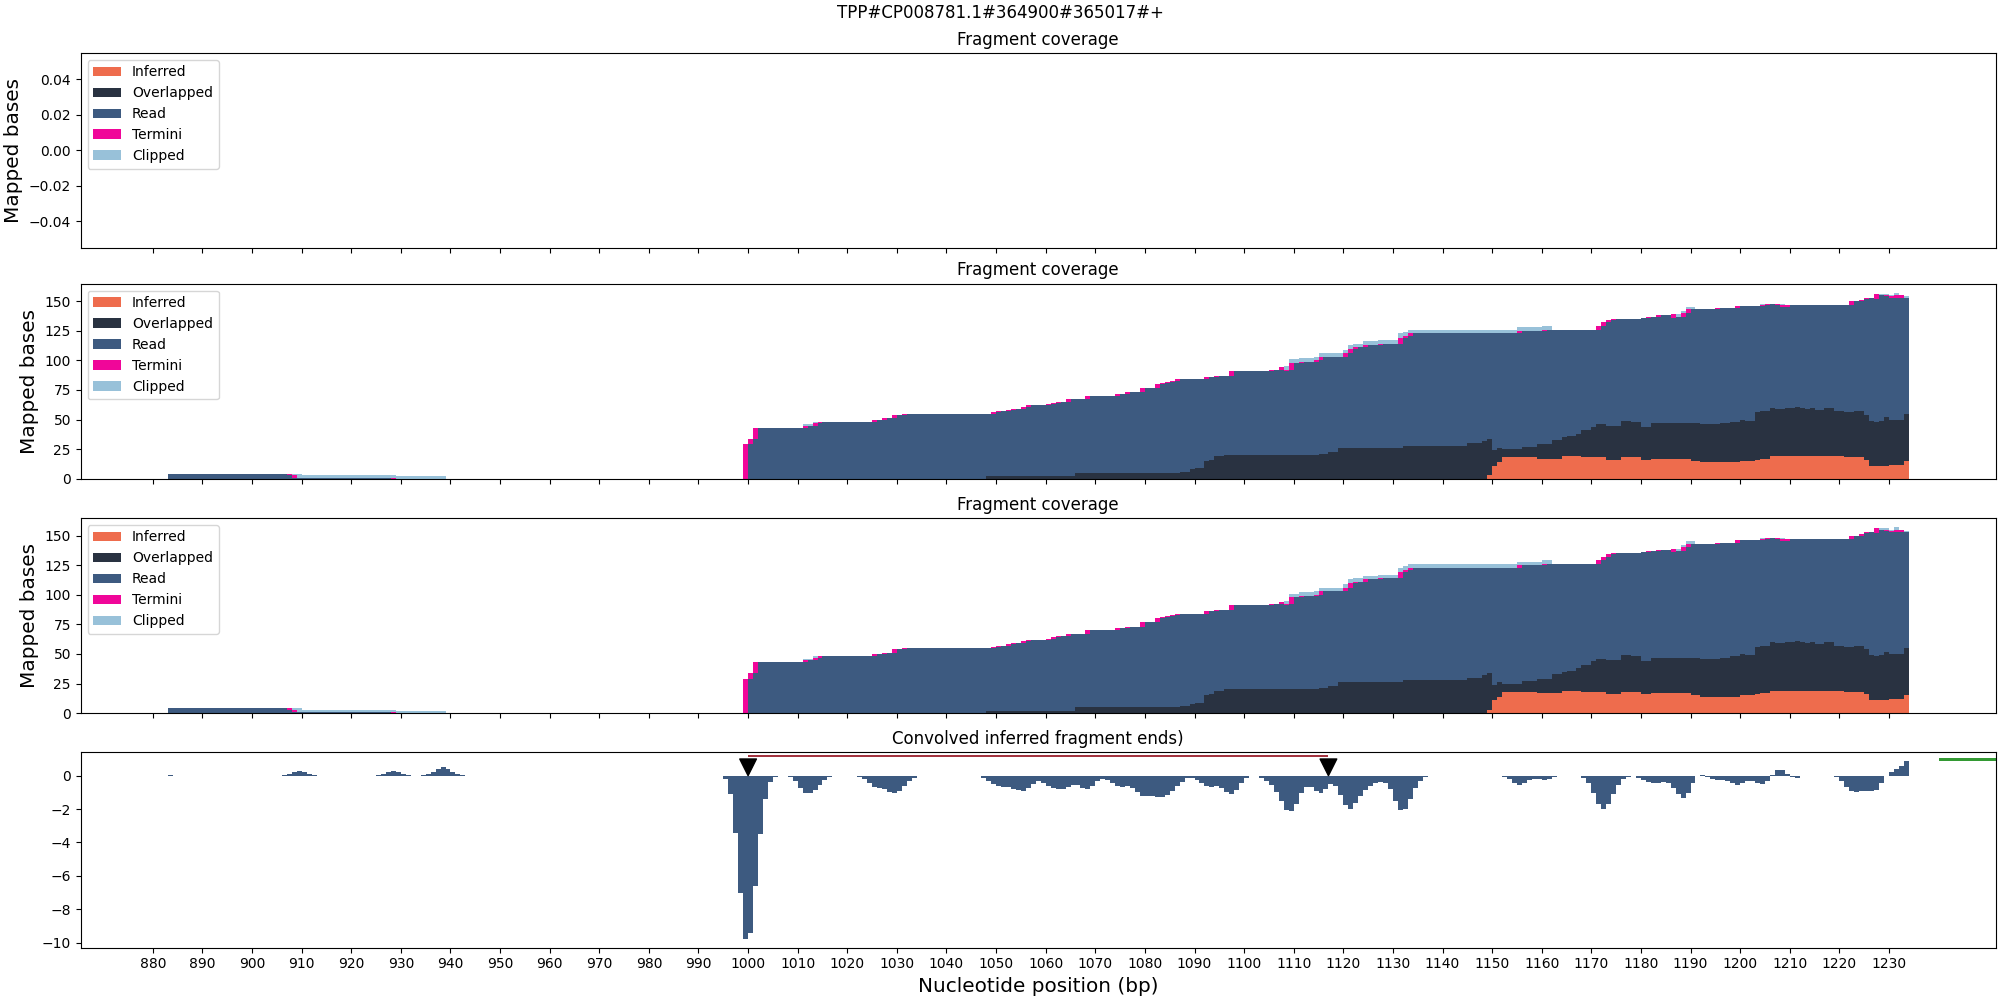 TPP#CP008781.1#364900#365017#+
Fragment coverage
Mapped bases
0.04
0.02
0.00
−0.02
−0.04
Inferred
Overlapped
Read
Termini
Clipped
Fragment coverage
Mapped bases
150
125
100
75
50
25
0
Inferred
Overlapped
Read
Termini
Clipped
Fragment coverage
Mapped bases
150
125
100
75
50
25
0
Inferred
Overlapped
Read
Termini
Clipped
Convolved inferred fragment ends)
0
−2
−4
−6
−8
−10
880 890 900 910 920 930 940 950 960 970 980 990 1000 1010 1020 1030 1040 1050 1060 1070 1080 1090 1100 1110 1120 1130 1140 1150 1160 1170 1180 1190 1200 1210 1220 1230
Nucleotide position (bp)